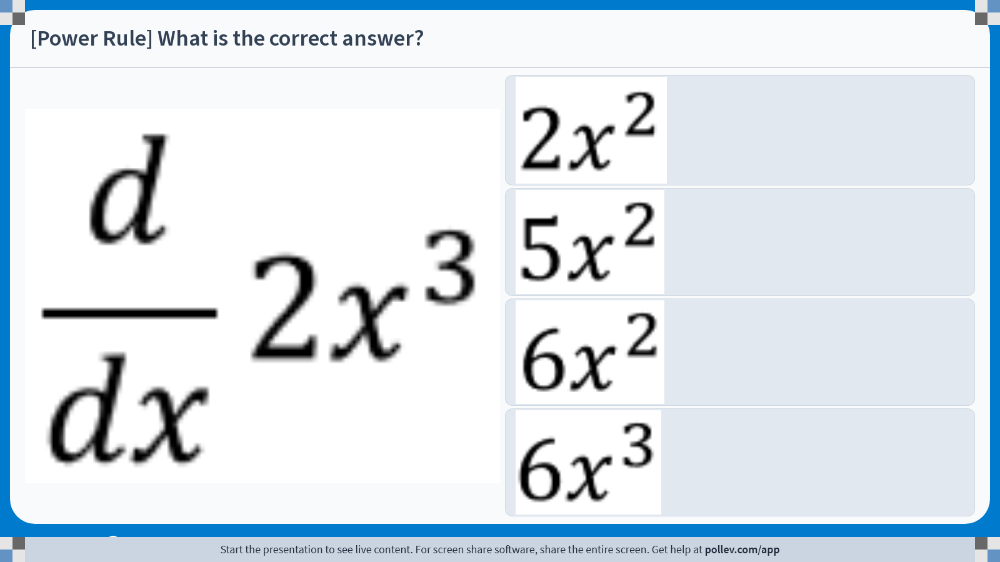 [Power Rule] What is the correct answer?
d/dx 2x³
2x²
5x²
6x²
6x³
Start the presentation to see live content. For screen share software, share the entire screen. Get help at pollev.com/app